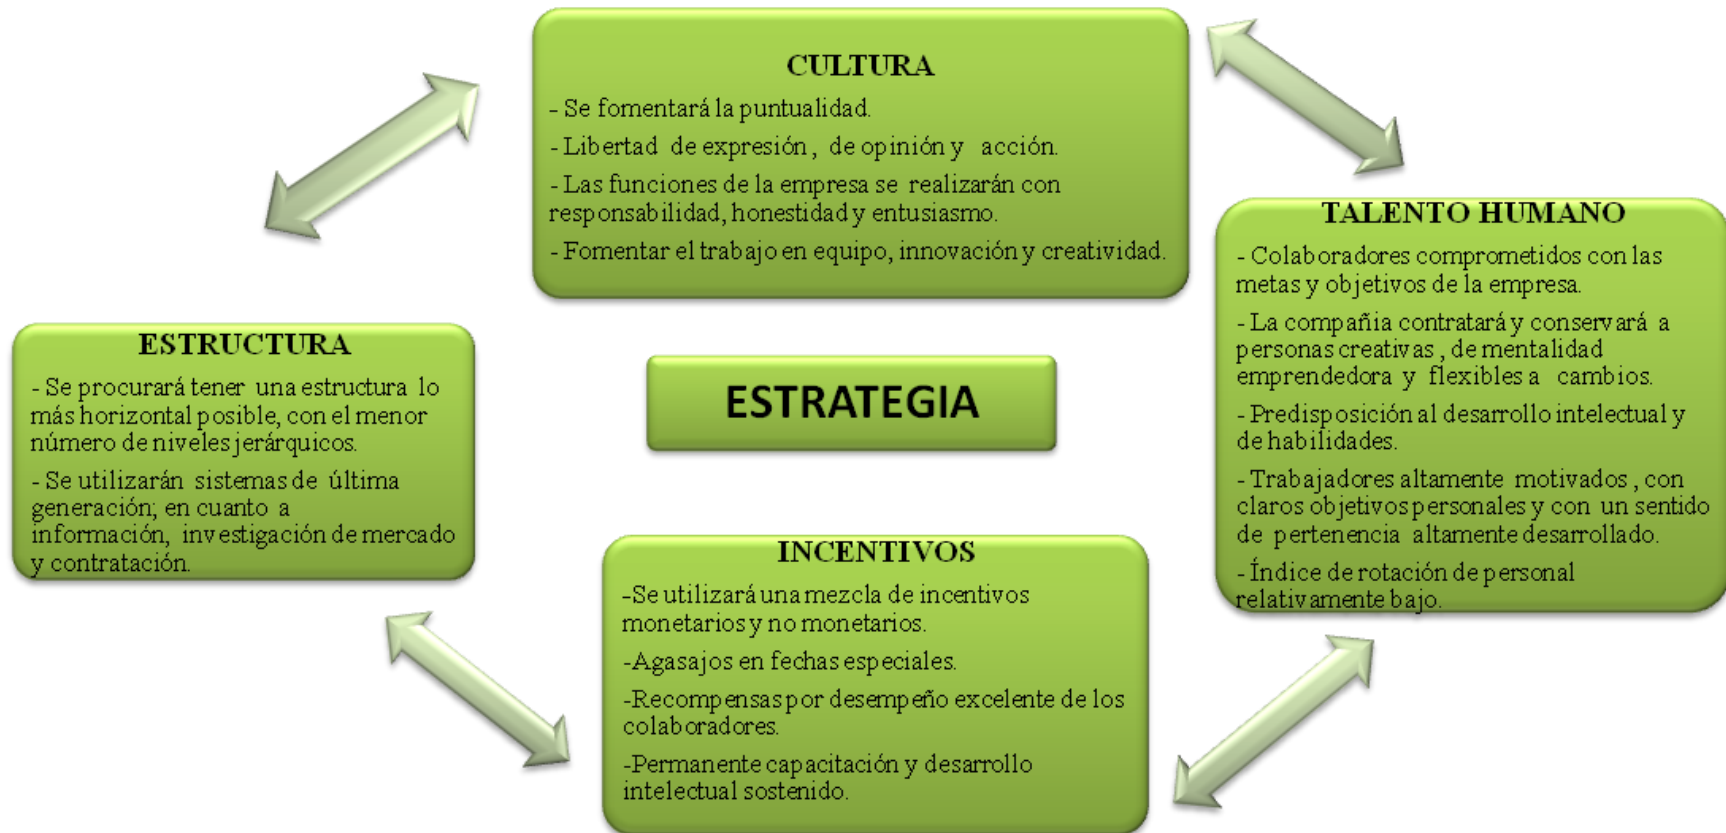 CULTURA
- Se fomentará la puntualidad.
- Libertad de expresión , de opinión y acción.
- Las funciones de la empresa se realizarán con
responsabilidad, honestidad y entusiasmo.
- Fomentar el trabajo en equipo, innovación y creatividad.
TALENTO HUMANO
- Colaboradores comprometidos con las
metas y objetivos de la empresa.
- La compañia contratará y conservará a
personas creativas , de mentalidad
emprendedora y flexibles a cambios.
- Predisposición al desarrollo intelectual y
de habilidades.
- Trabajadores altamente motivados , con
claros objetivos personales y con un sentido
de pertenencia altamente desarrollado.
- Índice de rotación de personal
relativamente bajo.
ESTRUCTURA
- Se procurará tener una estructura lo
más horizontal posible, con el menor
número de niveles jerárquicos.
- Se utilizarán sistemas de última
generación; en cuanto a
información, investigación de mercado
y contratación.
ESTRATEGIA
INCENTIVOS
-Se utilizará una mezcla de incentivos
monetarios y no monetarios.
-Agasajos en fechas especiales.
-Recompensas por desempeño excelente de los
colaboradores.
-Permanente capacitación y desarrollo
intelectual sostenido.